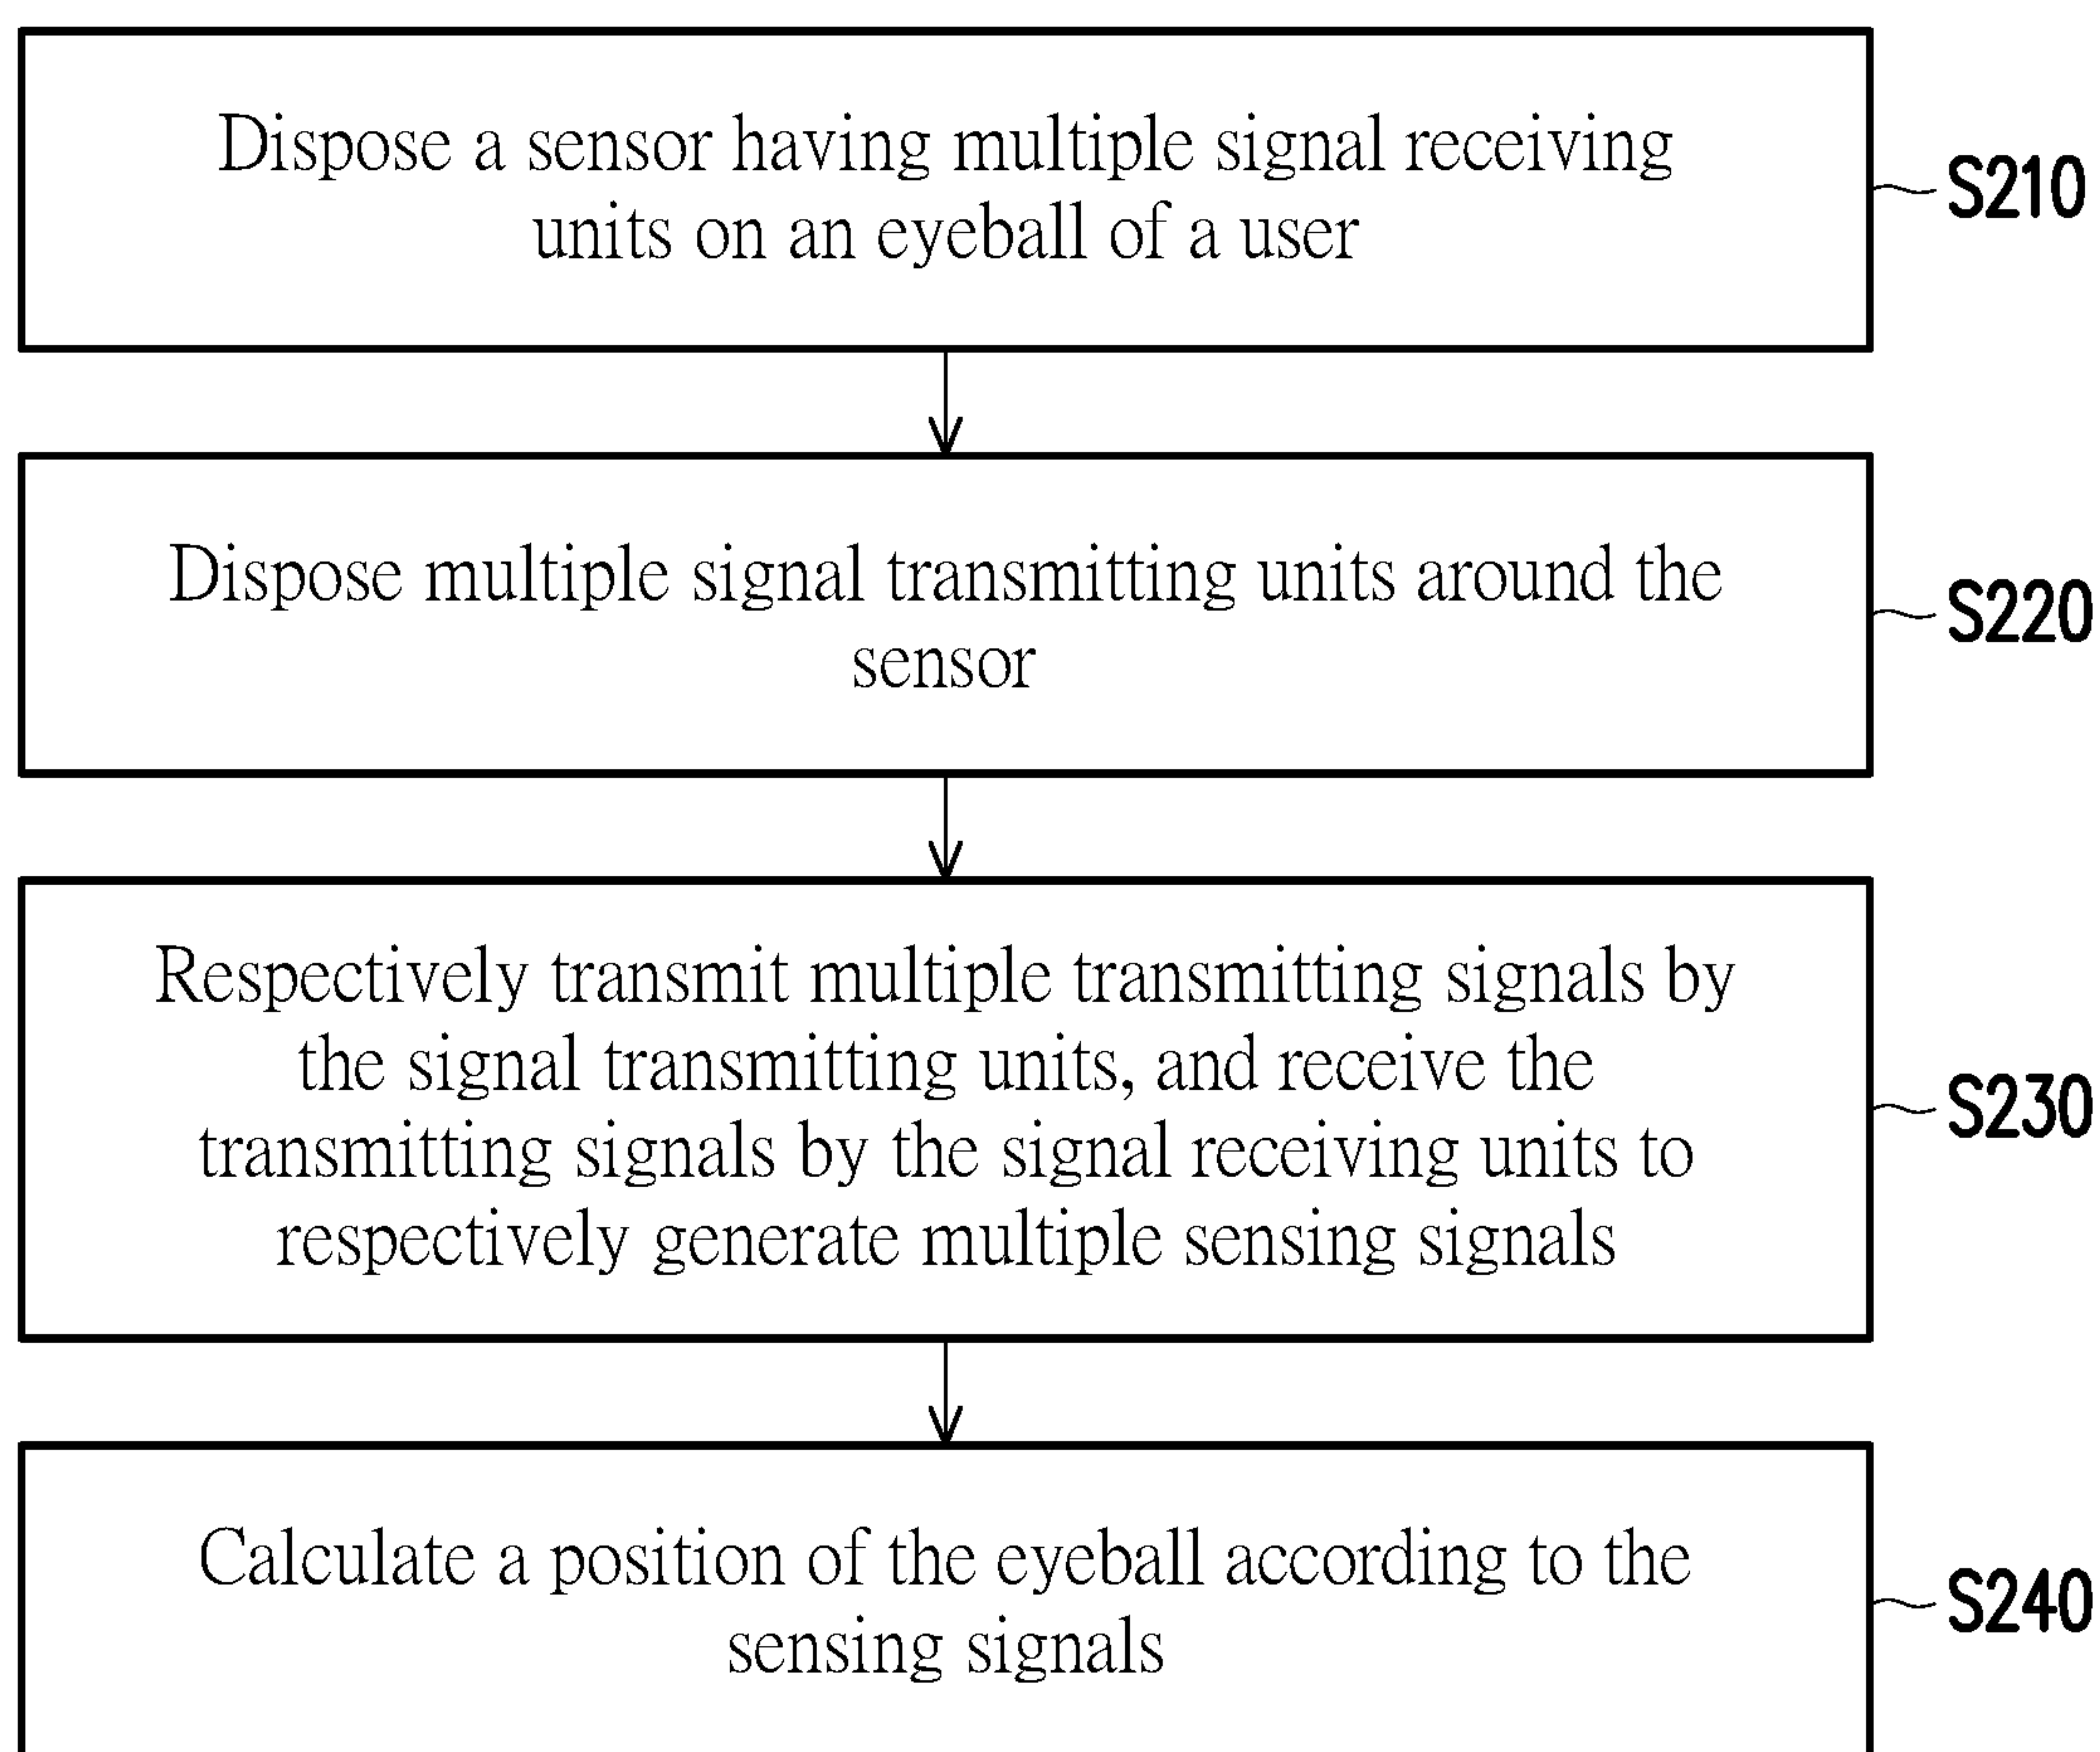 Dispose a sensor having multiple signal receiving
units on an eyeball of a user
S210
Dispose multiple signal transmitting units around the
sensor
S220
Respectively transmit multiple transmitting signals by
the signal transmitting units, and receive the
transmitting signals by the signal receiving units to
respectively generate multiple sensing signals
S230
Calculate a position of the eyeball according to the
sensing signals
S240